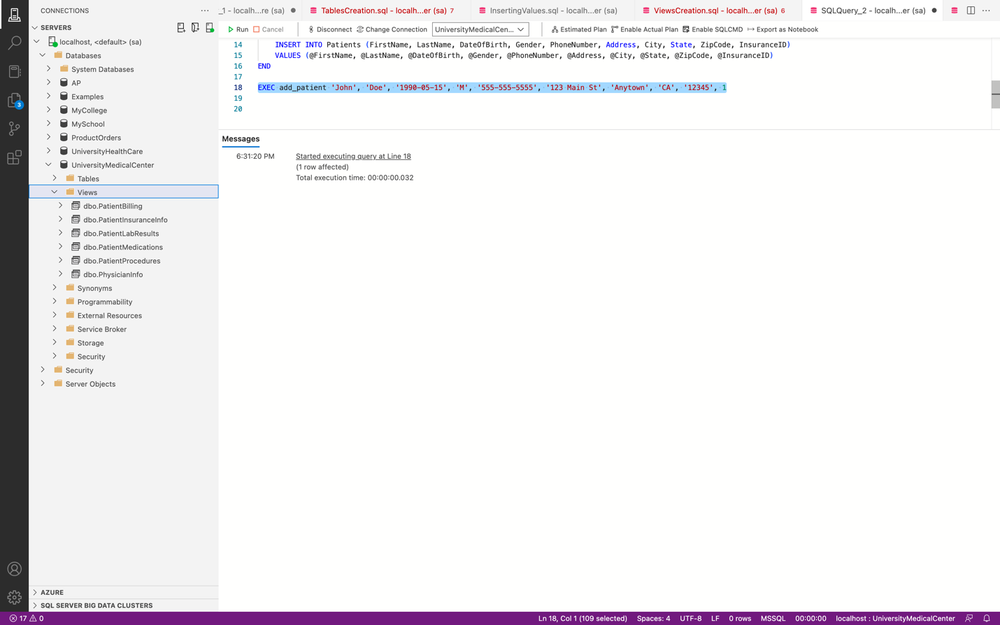 CONNECTIONS
_1 - localh...re (sa)
TablesCreation.sql - localh...er (sa) 7
InsertingValues.sql - localh...er (sa)
ViewsCreation.sql - localh...er (sa) 6
SQLQuery_2 - localh...er (sa)
SERVERS
Run
Cancel
Disconnect
Change Connection
UniversityMedicalCen...
Estimated Plan
Enable Actual Plan
Enable SQLCMD
Export as Notebook
localhost, <default> (sa)
Databases
System Databases
AP
Examples
MyCollege
MySchool
ProductOrders
UniversityHealthCare
UniversityMedicalCenter
Tables
Views
dbo.PatientBilling
dbo.PatientInsuranceInfo
dbo.PatientLabResults
dbo.PatientMedications
dbo.PatientProcedures
dbo.PhysicianInfo
Synonyms
Programmability
External Resources
Service Broker
Storage
Security
Security
Server Objects
3
14 INSERT INTO Patients (FirstName, LastName, DateOfBirth, Gender, PhoneNumber, Address, City, State, ZipCode, InsuranceID)
15 VALUES (@FirstName, @LastName, @DateOfBirth, @Gender, @PhoneNumber, @Address, @City, @State, @ZipCode, @InsuranceID)
16 END
17
18 EXEC add_patient 'John', 'Doe', '1990-05-15', 'M', '555-555-5555', '123 Main St', 'Anytown', 'CA', '12345', 1
19
20
Messages
6:31:20 PM Started executing query at Line 18
(1 row affected)
Total execution time: 00:00:00.032
AZURE
SQL SERVER BIG DATA CLUSTERS
17 0
Ln 18, Col 1 (109 selected)
Spaces: 4
UTF-8
LF
0 rows
MSSQL
00:00:00
localhost : UniversityMedicalCenter